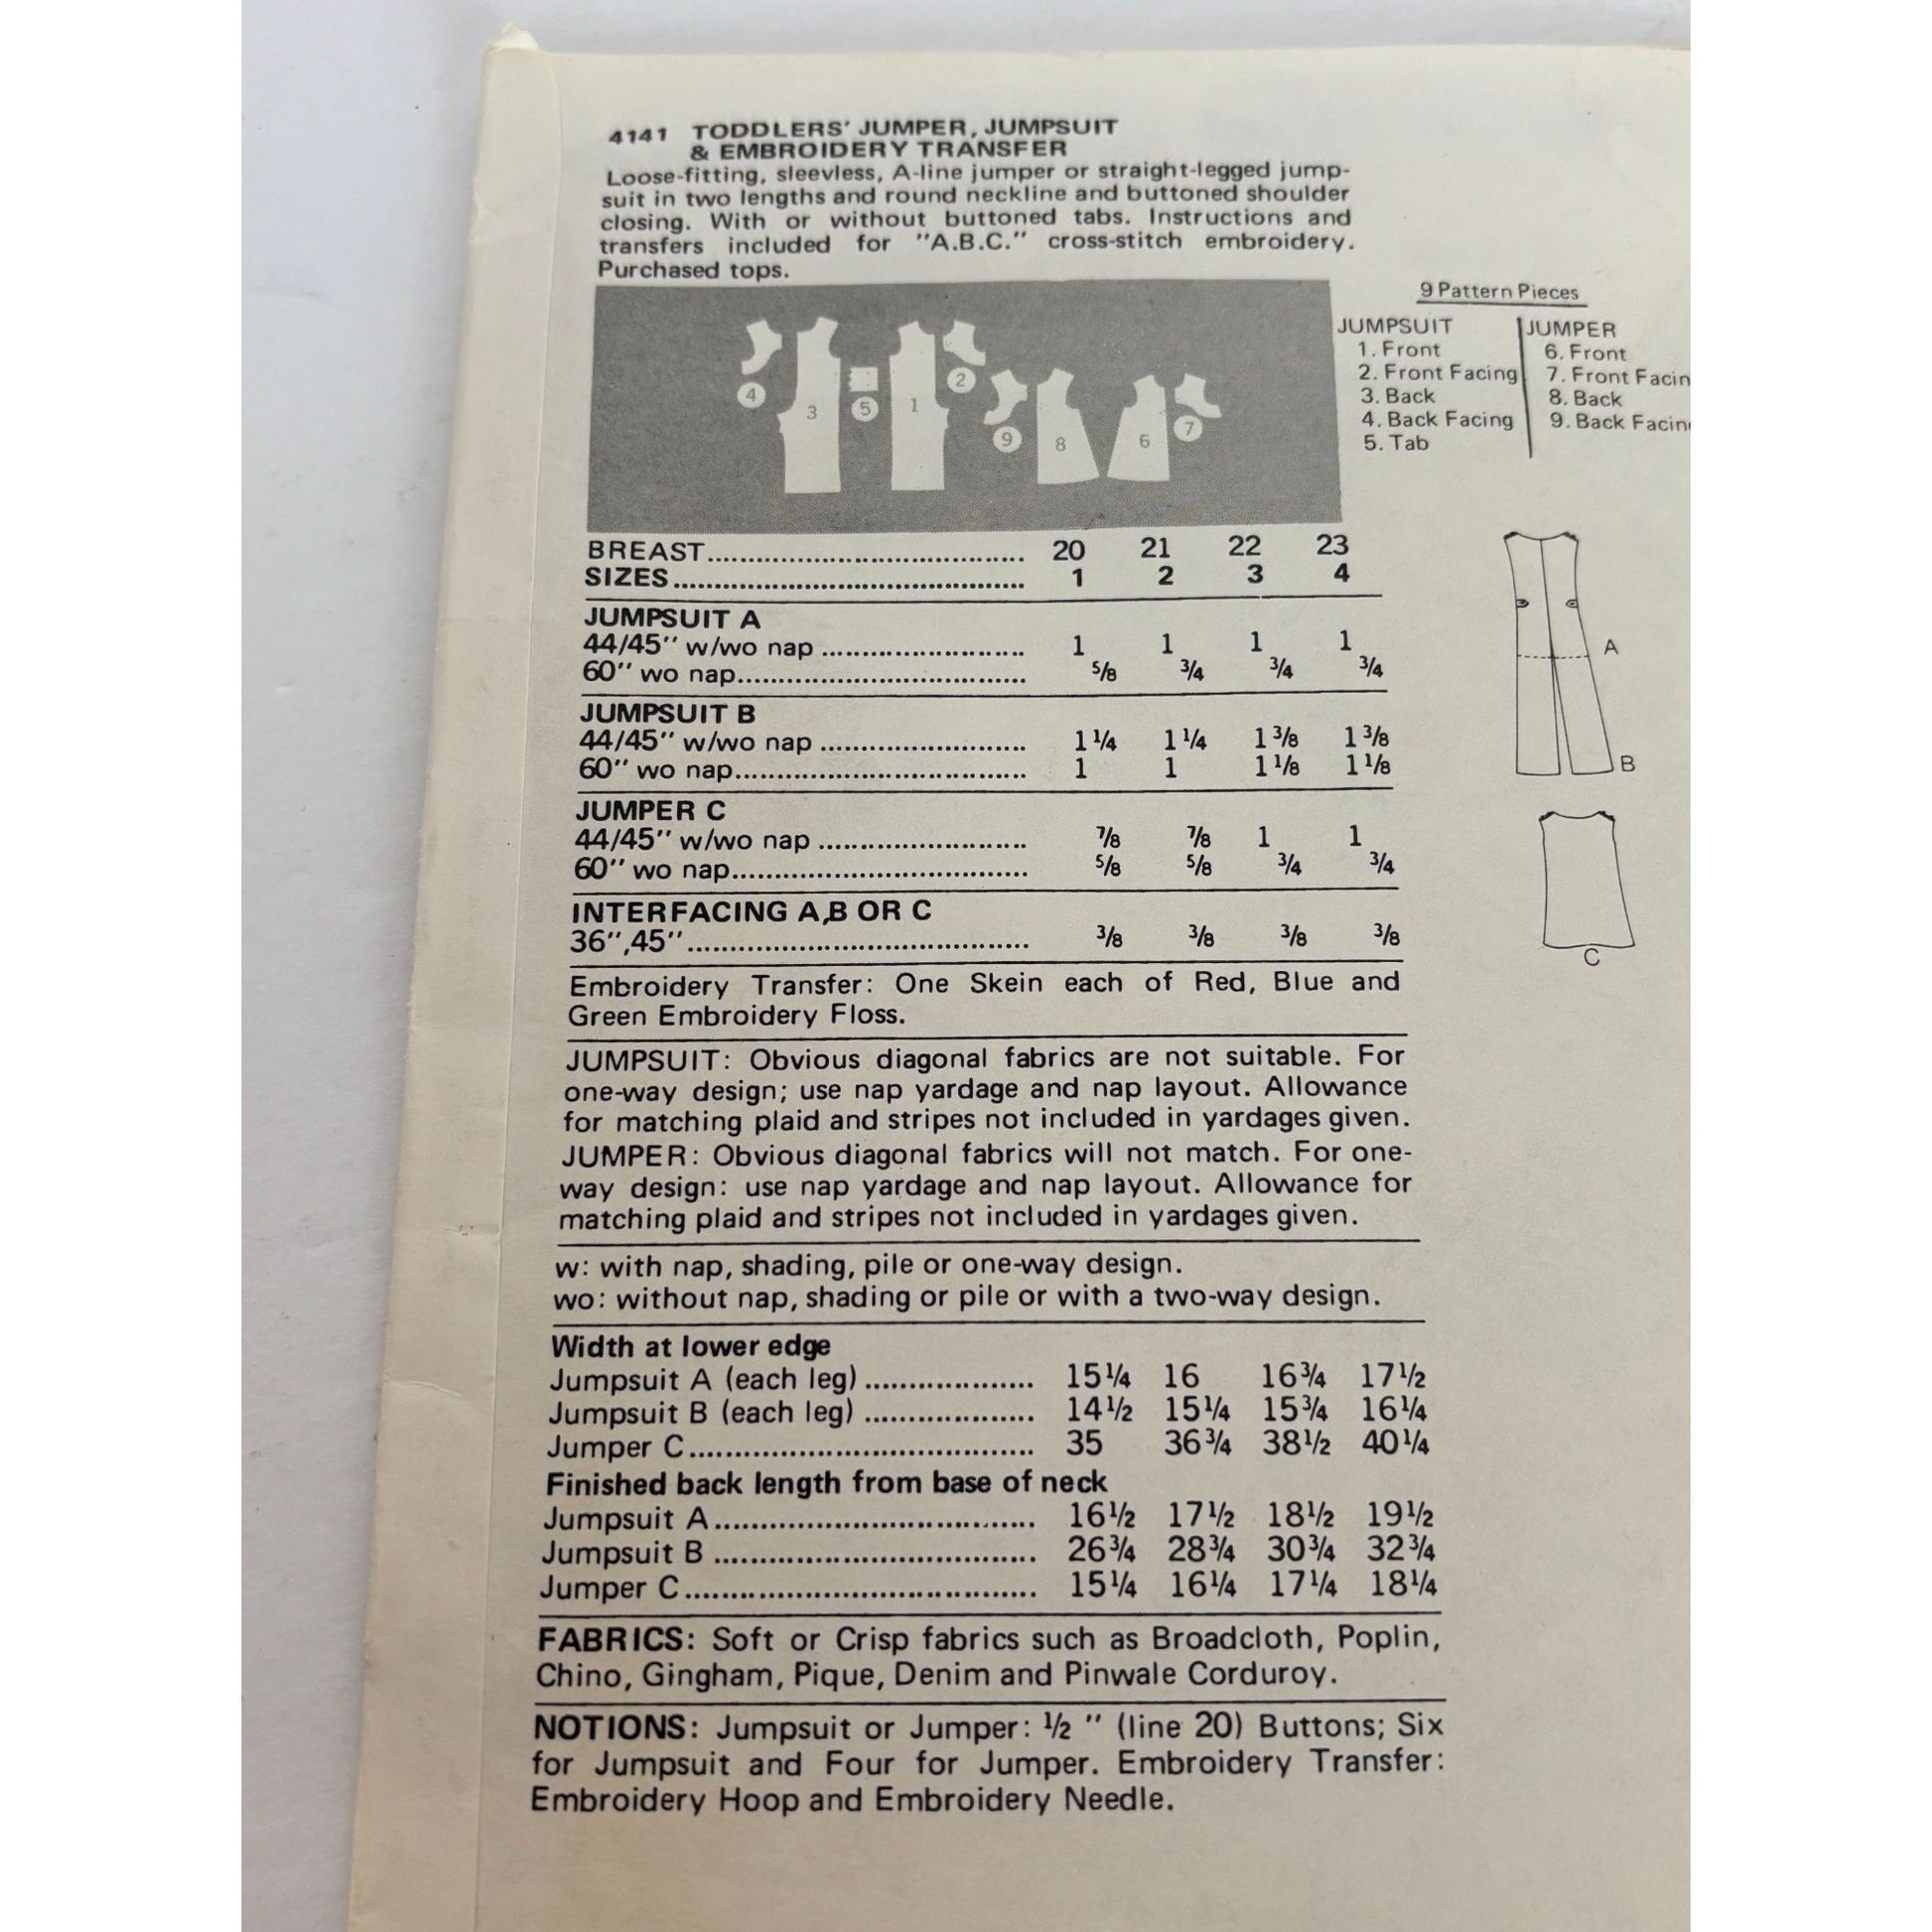 4141 TODDLERS' JUMPER, JUMPSUIT
& EMBROIDERY TRANSFER
Loose-fitting, sleevless, A-line jumper or straight-legged jump-
suit in two lengths and round neckline and buttoned shoulder
closing. With or without buttoned tabs. Instructions and
transfers included for "A.B.C." cross-stitch embroidery.
Purchased tops.
4 3 5 1 2 9 8 6 7
9 Pattern Pieces
JUMPSUIT
1. Front
2. Front Facing
3. Back
4. Back Facing
5. Tab
JUMPER
6. Front
7. Front Facin
8. Back
9. Back Facin
BREAST 20 21 22 23
SIZES 1 2 3 4
JUMPSUIT A
44/45" w/wo nap 1 1 1 1
60" wo nap 5/8 3/4 3/4 3/4
JUMPSUIT B
44/45" w/wo nap 1 1/4 1 1/4 1 3/8 1 3/8
60" wo nap 1 1 1 1/8 1 1/8
JUMPER C
44/45" w/wo nap 7/8 7/8 1 1
60" wo nap 5/8 5/8 3/4 3/4
INTERFACING A,B OR C
36",45" 3/8 3/8 3/8 3/8
A
B
C
Embroidery Transfer: One Skein each of Red, Blue and
Green Embroidery Floss.
JUMPSUIT: Obvious diagonal fabrics are not suitable. For
one-way design; use nap yardage and nap layout. Allowance
for matching plaid and stripes not included in yardages given.
JUMPER: Obvious diagonal fabrics will not match. For one-
way design: use nap yardage and nap layout. Allowance for
matching plaid and stripes not included in yardages given.
w: with nap, shading, pile or one-way design.
wo: without nap, shading or pile or with a two-way design.
Width at lower edge
Jumpsuit A (each leg) 15 1/4 16 16 3/4 17 1/2
Jumpsuit B (each leg) 14 1/2 15 1/4 15 3/4 16 1/4
Jumper C 35 36 3/4 38 1/2 40 1/4
Finished back length from base of neck
Jumpsuit A 16 1/2 17 1/2 18 1/2 19 1/2
Jumpsuit B 26 3/4 28 3/4 30 3/4 32 3/4
Jumper C 15 1/4 16 1/4 17 1/4 18 1/4
FABRICS: Soft or Crisp fabrics such as Broadcloth, Poplin,
Chino, Gingham, Pique, Denim and Pinwale Corduroy.
NOTIONS: Jumpsuit or Jumper: 1/2 " (line 20) Buttons; Six
for Jumpsuit and Four for Jumper. Embroidery Transfer:
Embroidery Hoop and Embroidery Needle.